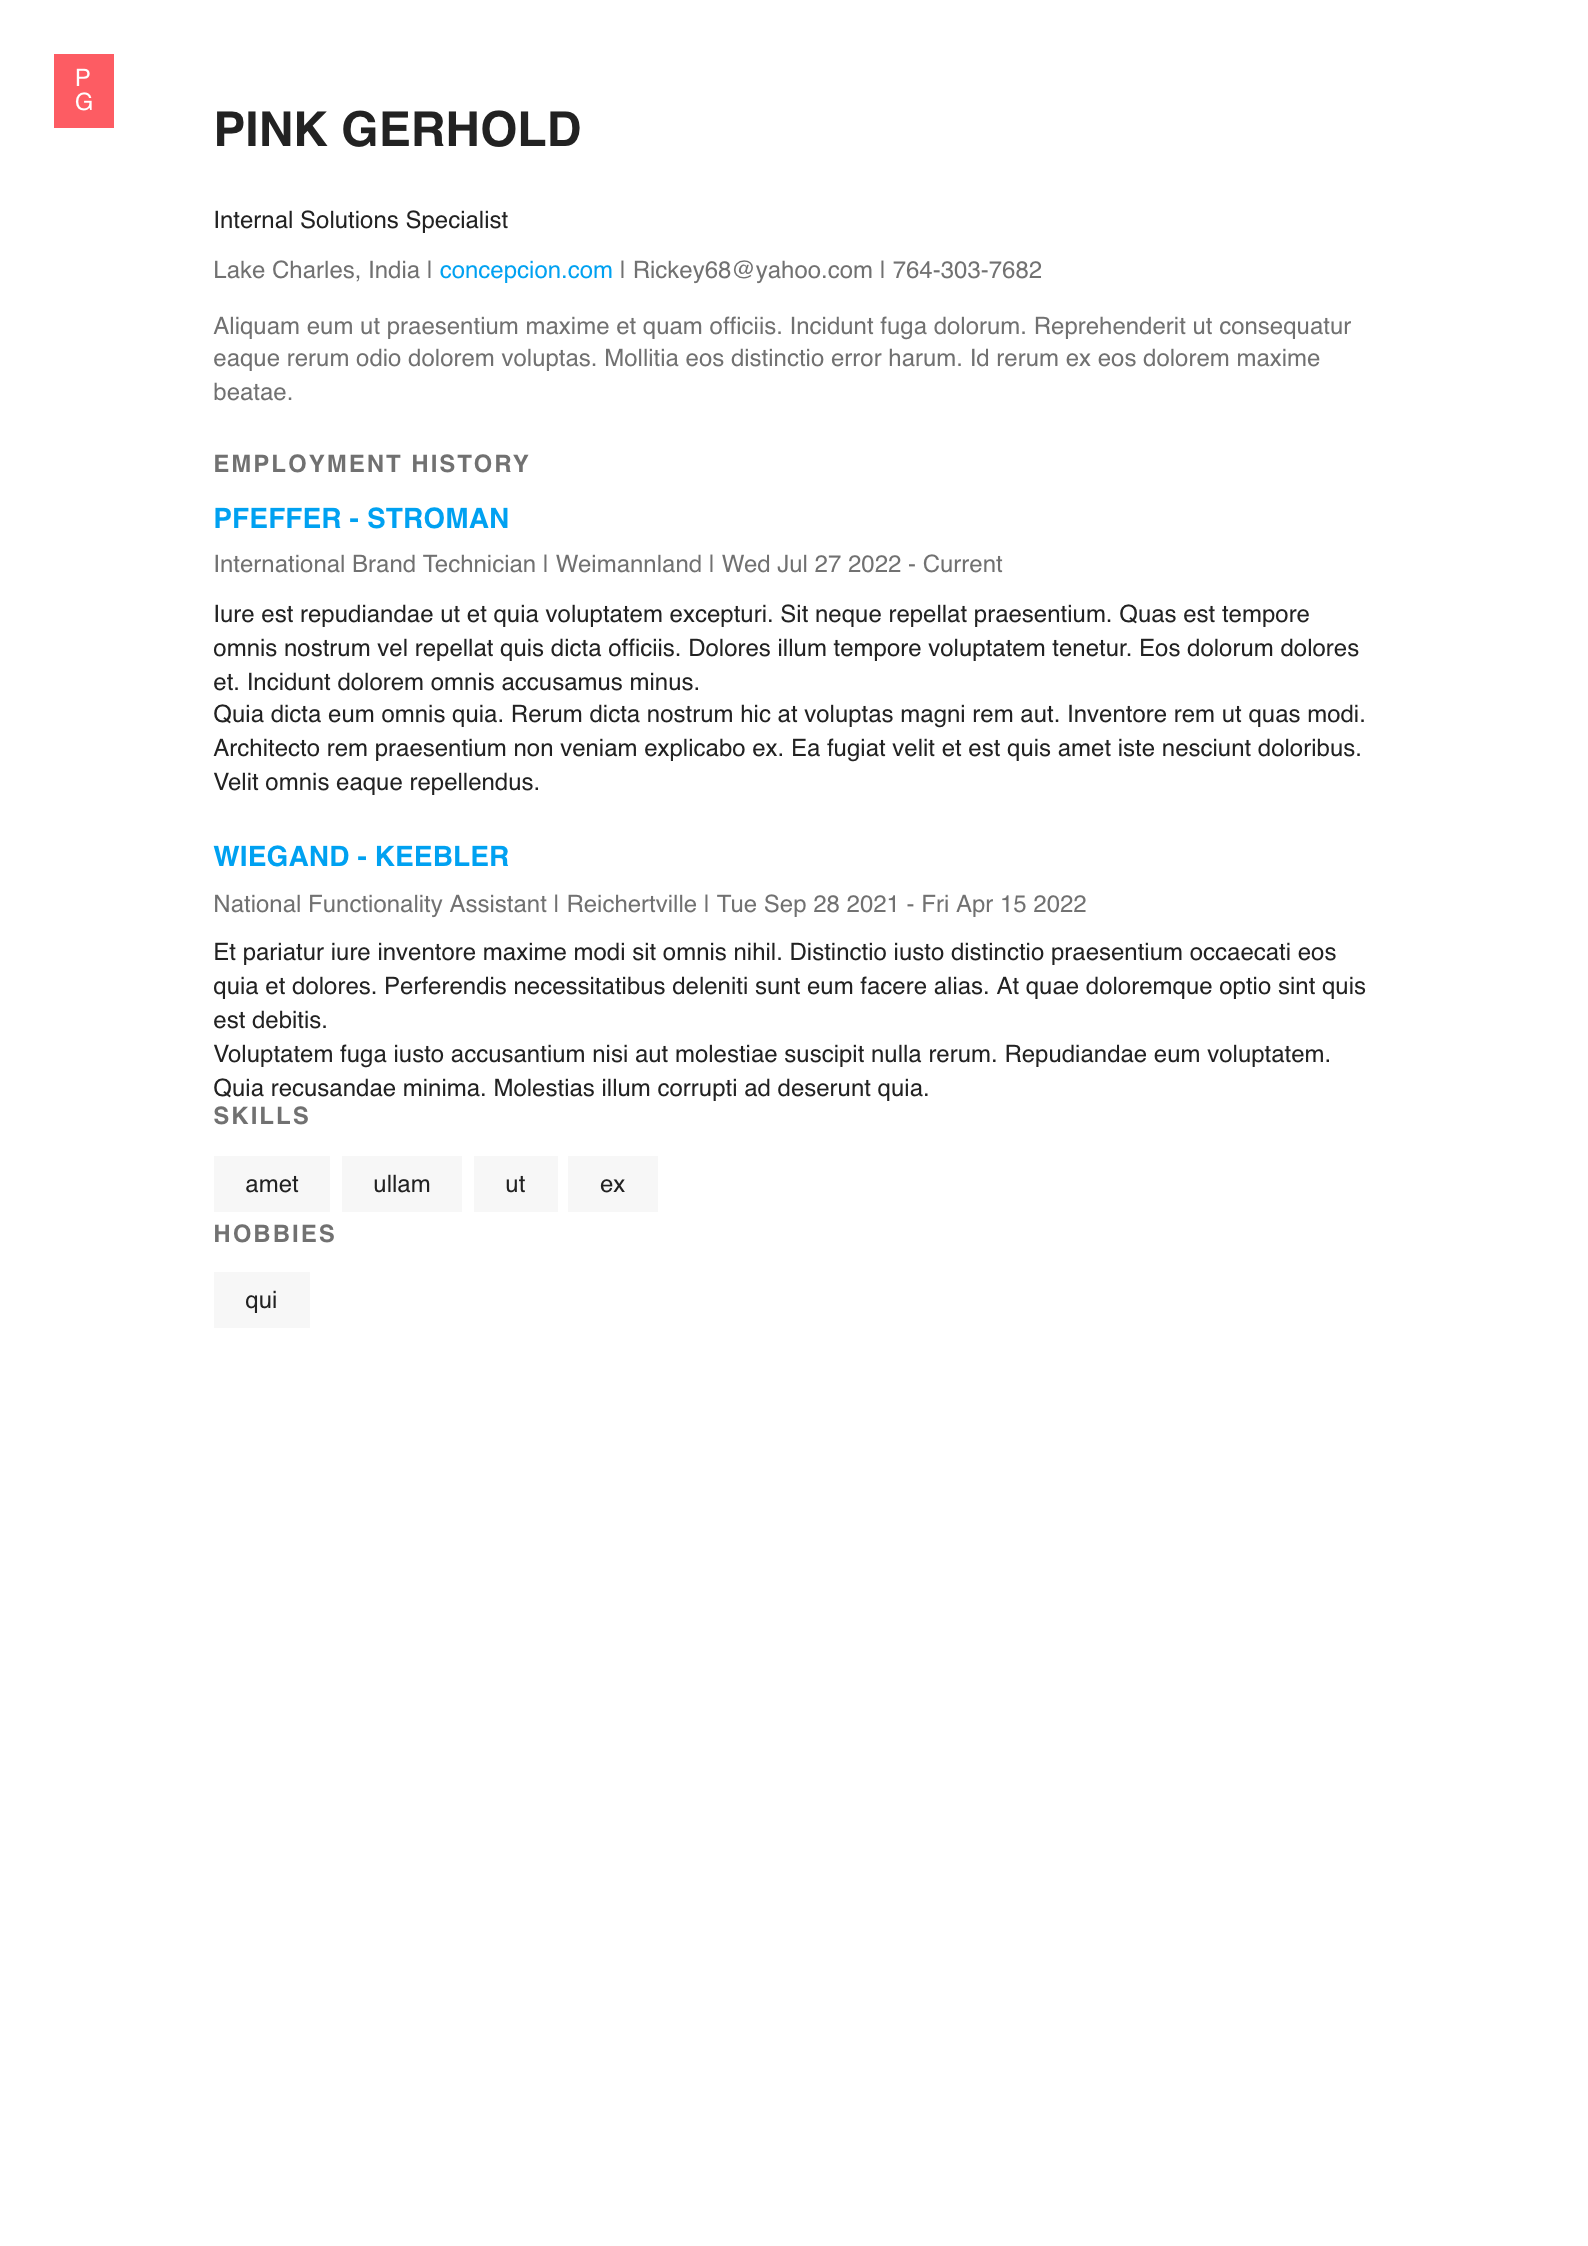 P
G
PINK GERHOLD
Internal Solutions Specialist
Lake Charles, India | concepcion.com | Rickey68@yahoo.com | 764-303-7682
Aliquam eum ut praesentium maxime et quam officiis. Incidunt fuga dolorum. Reprehenderit ut consequatur
eaque rerum odio dolorem voluptas. Mollitia eos distinctio error harum. Id rerum ex eos dolorem maxime
beatae.
EMPLOYMENT HISTORY
PFEFFER - STROMAN
International Brand Technician | Weimannland | Wed Jul 27 2022 - Current
Iure est repudiandae ut et quia voluptatem excepturi. Sit neque repellat praesentium. Quas est tempore
omnis nostrum vel repellat quis dicta officiis. Dolores illum tempore voluptatem tenetur. Eos dolorum dolores
et. Incidunt dolorem omnis accusamus minus.
Quia dicta eum omnis quia. Rerum dicta nostrum hic at voluptas magni rem aut. Inventore rem ut quas modi.
Architecto rem praesentium non veniam explicabo ex. Ea fugiat velit et est quis amet iste nesciunt doloribus.
Velit omnis eaque repellendus.
WIEGAND - KEEBLER
National Functionality Assistant | Reichertville | Tue Sep 28 2021 - Fri Apr 15 2022
Et pariatur iure inventore maxime modi sit omnis nihil. Distinctio iusto distinctio praesentium occaecati eos
quia et dolores. Perferendis necessitatibus deleniti sunt eum facere alias. At quae doloremque optio sint quis
est debitis.
Voluptatem fuga iusto accusantium nisi aut molestiae suscipit nulla rerum. Repudiandae eum voluptatem.
Quia recusandae minima. Molestias illum corrupti ad deserunt quia.
SKILLS
amet ullam ut ex
HOBBIES
qui